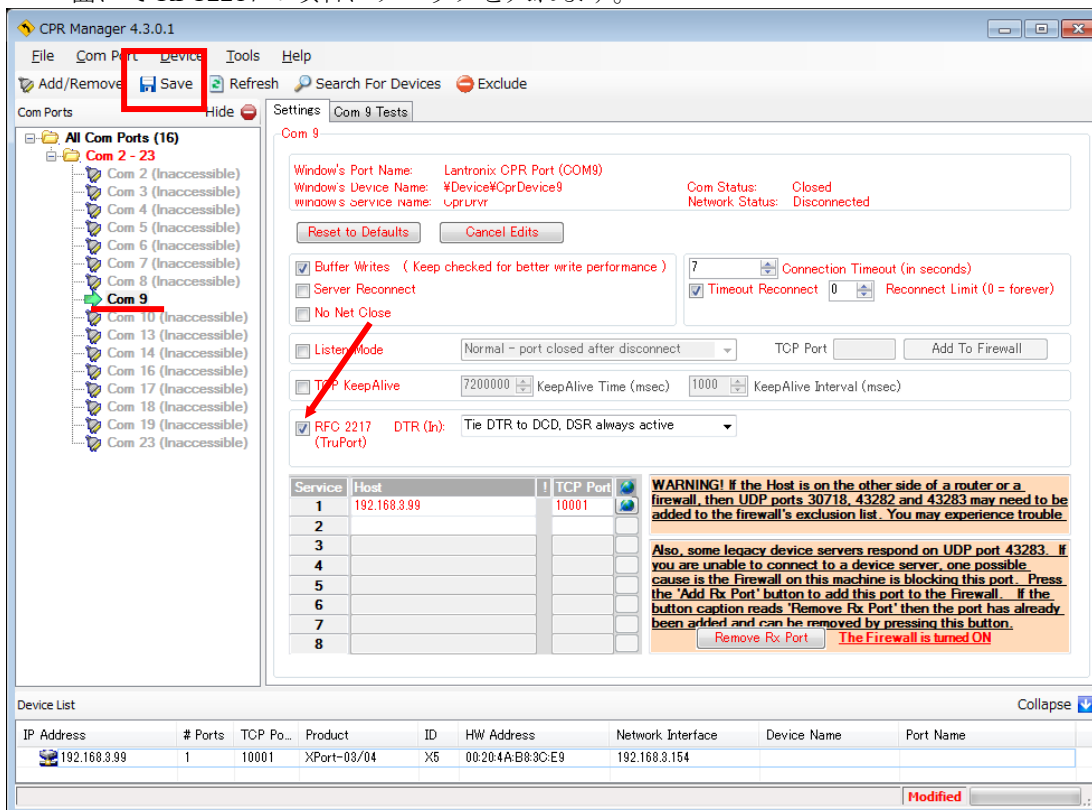 CPR Manager 4.3.0.1
File Com Port Device Tools Help
Add/Remove Save Refresh Search For Devices Exclude
Com Ports Hide
All Com Ports (16)
Com 2 - 23
Com 2 (Inaccessible)
Com 3 (Inaccessible)
Com 4 (Inaccessible)
Com 5 (Inaccessible)
Com 6 (Inaccessible)
Com 7 (Inaccessible)
Com 8 (Inaccessible)
Com 9
Com 10 (Inaccessible)
Com 13 (Inaccessible)
Com 14 (Inaccessible)
Com 16 (Inaccessible)
Com 17 (Inaccessible)
Com 18 (Inaccessible)
Com 19 (Inaccessible)
Com 23 (Inaccessible)
Settings Com 9 Tests
Com 9
Window's Port Name: Lantronix CPR Port (COM9)
Window's Device Name: ¥Device¥CprDevice9 Com Status: Closed
Window's Service Name: CprDrvr Network Status: Disconnected
Reset to Defaults Cancel Edits
Buffer Writes ( Keep checked for better write performance ) 7 Connection Timeout (in seconds)
Server Reconnect Timeout Reconnect 0 Reconnect Limit (0 = forever)
No Net Close
Listen Mode Normal - port closed after disconnect TCP Port Add To Firewall
TCP KeepAlive 7200000 KeepAlive Time (msec) 1000 KeepAlive Interval (msec)
RFC 2217 DTR (In): Tie DTR to DCD, DSR always active
(TruPort)
Service Host ! TCP Port
1 192.168.3.99 10001
2
3
4
5
6
7
8
WARNING! If the Host is on the other side of a router or a
firewall, then UDP ports 30718, 43282 and 43283 may need to be
added to the firewall's exclusion list. You may experience trouble
Also, some legacy device servers respond on UDP port 43283. If
you are unable to connect to a device server, one possible
cause is the Firewall on this machine is blocking this port. Press
the 'Add Rx Port' button to add this port to the Firewall. If the
button caption reads 'Remove Rx Port' then the port has already
been added and can be removed by pressing this button.
Remove Rx Port The Firewall is turned ON
Device List Collapse
IP Address # Ports TCP Po... Product ID HW Address Network Interface Device Name Port Name
192.168.3.99 1 10001 XPort-03/04 X5 00:20:4A:B8:3C:E9 192.168.3.154
Modified